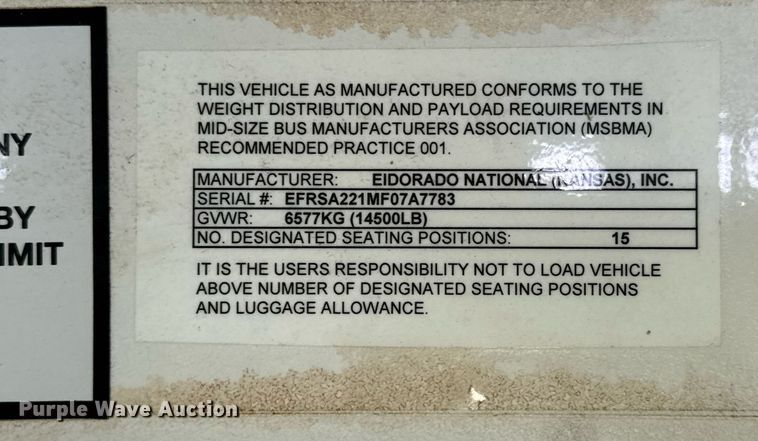 NY
BY
IMIT
THIS VEHICLE AS MANUFACTURED CONFORMS TO THE
WEIGHT DISTRIBUTION AND PAYLOAD REQUIREMENTS IN
MID-SIZE BUS MANUFACTURERS ASSOCIATION (MSBMA)
RECOMMENDED PRACTICE 001.
MANUFACTURER: EIDORADO NATIONAL (KANSAS), INC.
SERIAL #: EFRSA221MF07A7783
GVWR: 6577KG (14500LB)
NO. DESIGNATED SEATING POSITIONS: 15
IT IS THE USERS RESPONSIBILITY NOT TO LOAD VEHICLE
ABOVE NUMBER OF DESIGNATED SEATING POSITIONS
AND LUGGAGE ALLOWANCE.
Purple Wave Auction